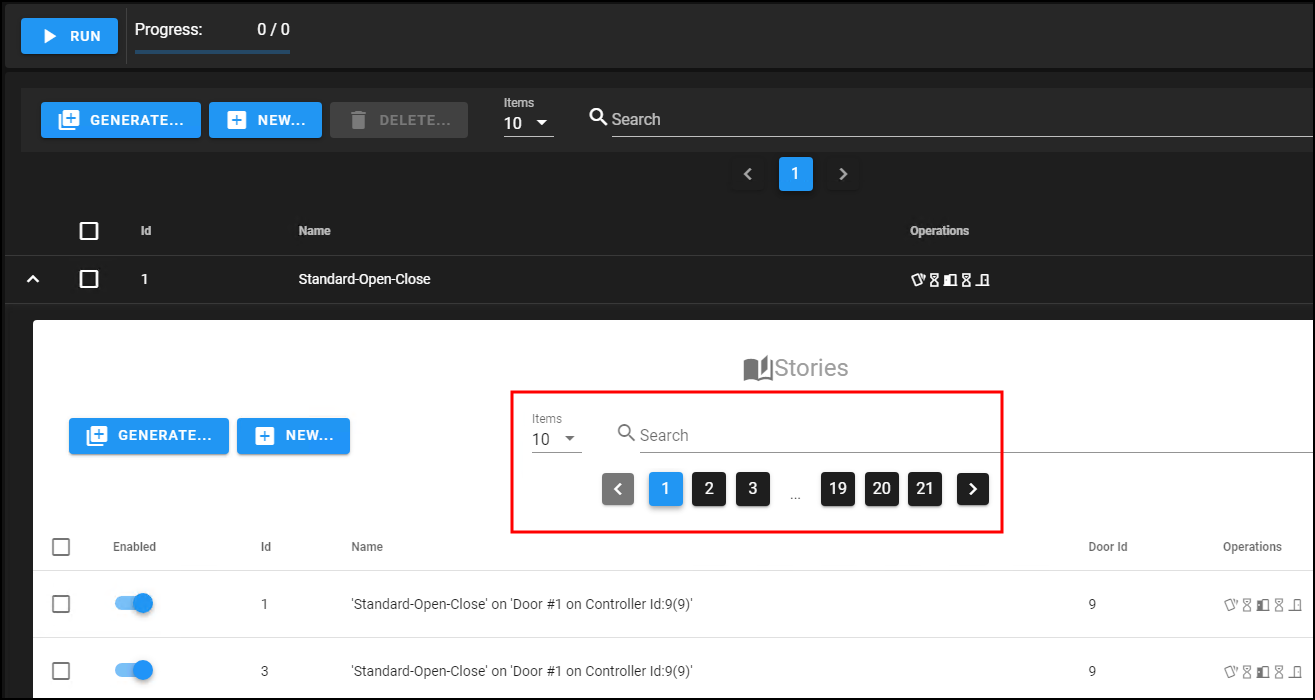 RUN
Progress: 0 / 0
GENERATE... NEW... DELETE... Items 10 Search
1
Id Name Operations
1 Standard-Open-Close
Stories
GENERATE... NEW... Items 10 Search
1 2 3 ... 19 20 21
Enabled Id Name Door Id Operations
1 'Standard-Open-Close' on 'Door #1 on Controller Id:9(9)' 9
3 'Standard-Open-Close' on 'Door #1 on Controller Id:9(9)' 9